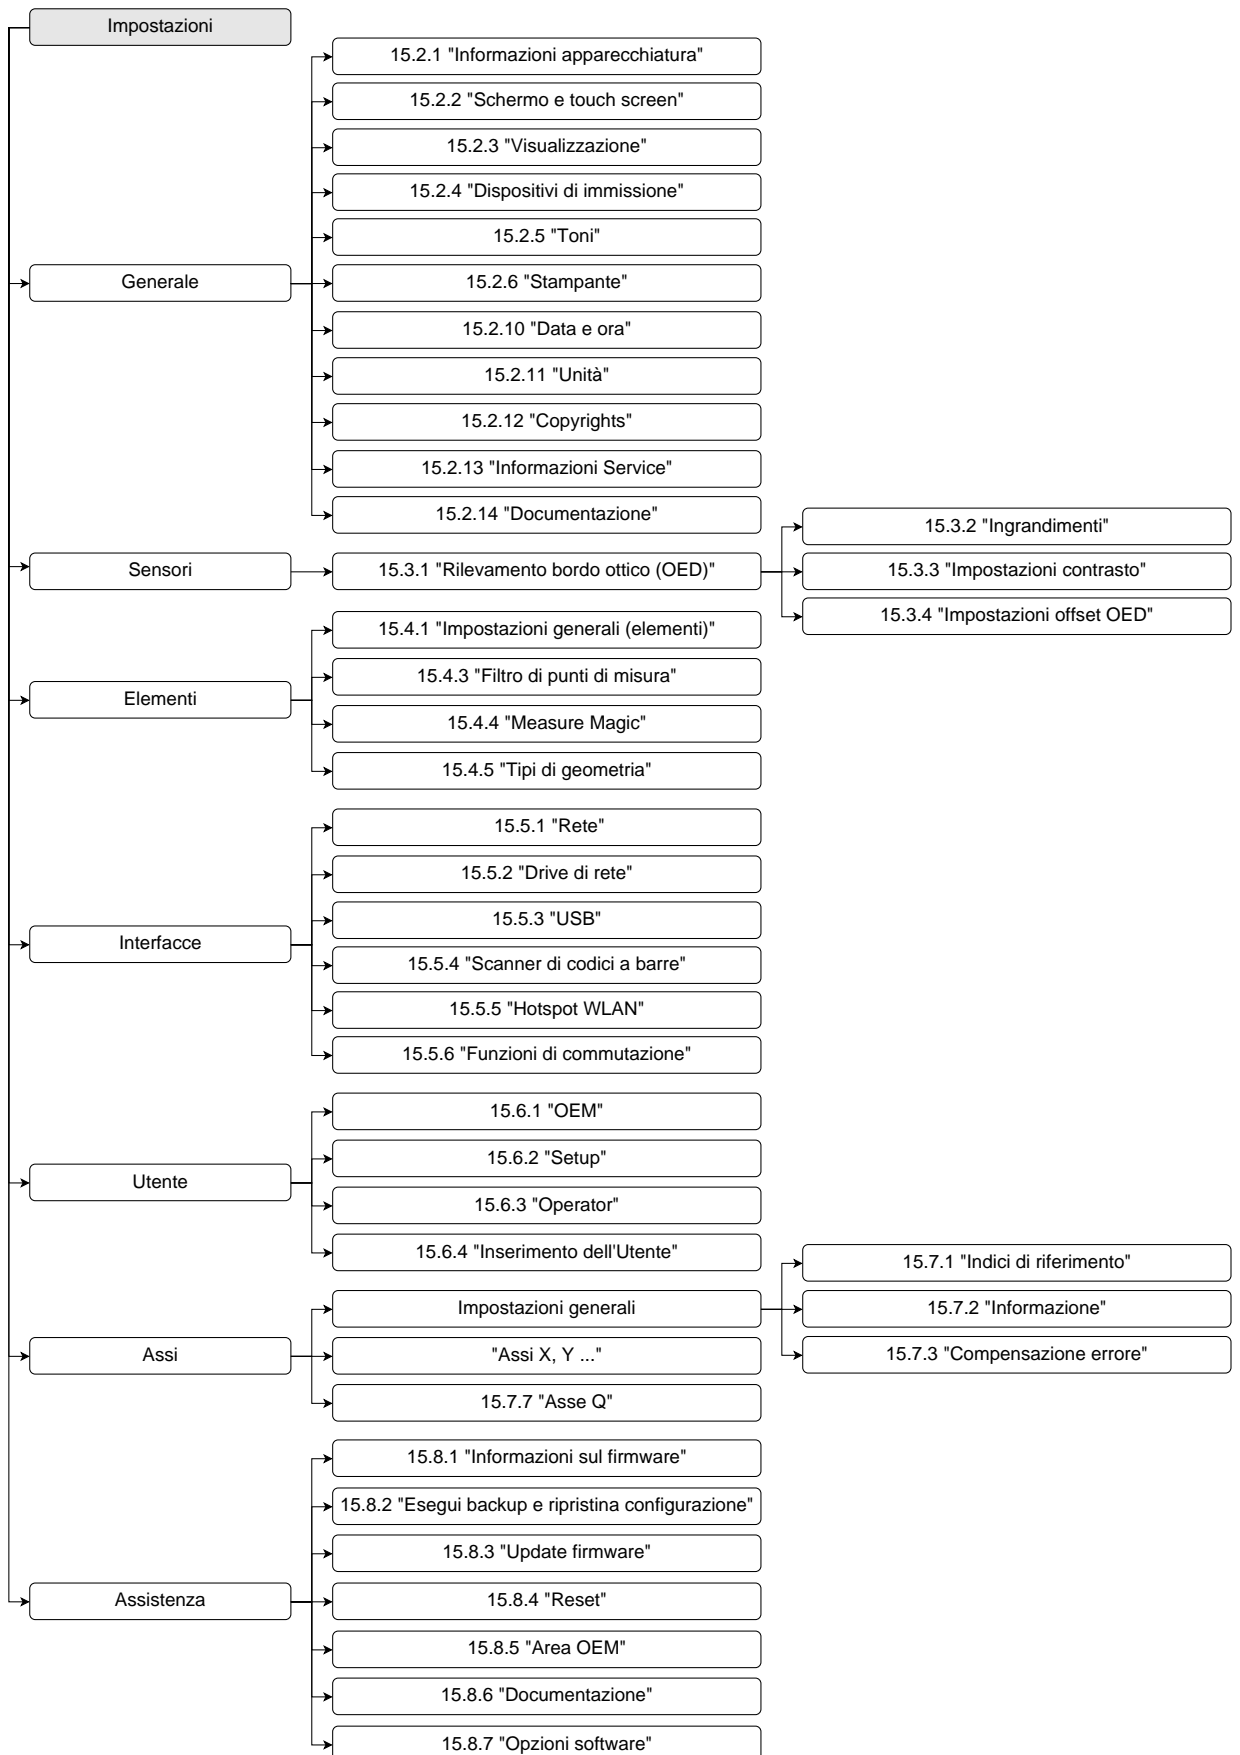 Impostazioni
Generale
15.2.1 "Informazioni apparecchiatura"
15.2.2 "Schermo e touch screen"
15.2.3 "Visualizzazione"
15.2.4 "Dispositivi di immissione"
15.2.5 "Toni"
15.2.6 "Stampante"
15.2.10 "Data e ora"
15.2.11 "Unità"
15.2.12 "Copyrights"
15.2.13 "Informazioni Service"
15.2.14 "Documentazione"
Sensori
15.3.1 "Rilevamento bordo ottico (OED)"
15.3.2 "Ingrandimenti"
15.3.3 "Impostazioni contrasto"
15.3.4 "Impostazioni offset OED"
Elementi
15.4.1 "Impostazioni generali (elementi)"
15.4.3 "Filtro di punti di misura"
15.4.4 "Measure Magic"
15.4.5 "Tipi di geometria"
Interfacce
15.5.1 "Rete"
15.5.2 "Drive di rete"
15.5.3 "USB"
15.5.4 "Scanner di codici a barre"
15.5.5 "Hotspot WLAN"
15.5.6 "Funzioni di commutazione"
Utente
15.6.1 "OEM"
15.6.2 "Setup"
15.6.3 "Operator"
15.6.4 "Inserimento dell'Utente"
Assi
Impostazioni generali
15.7.1 "Indici di riferimento"
15.7.2 "Informazione"
15.7.3 "Compensazione errore"
"Assi X, Y ..."
15.7.7 "Asse Q"
Assistenza
15.8.1 "Informazioni sul firmware"
15.8.2 "Esegui backup e ripristina configurazione"
15.8.3 "Update firmware"
15.8.4 "Reset"
15.8.5 "Area OEM"
15.8.6 "Documentazione"
15.8.7 "Opzioni software"